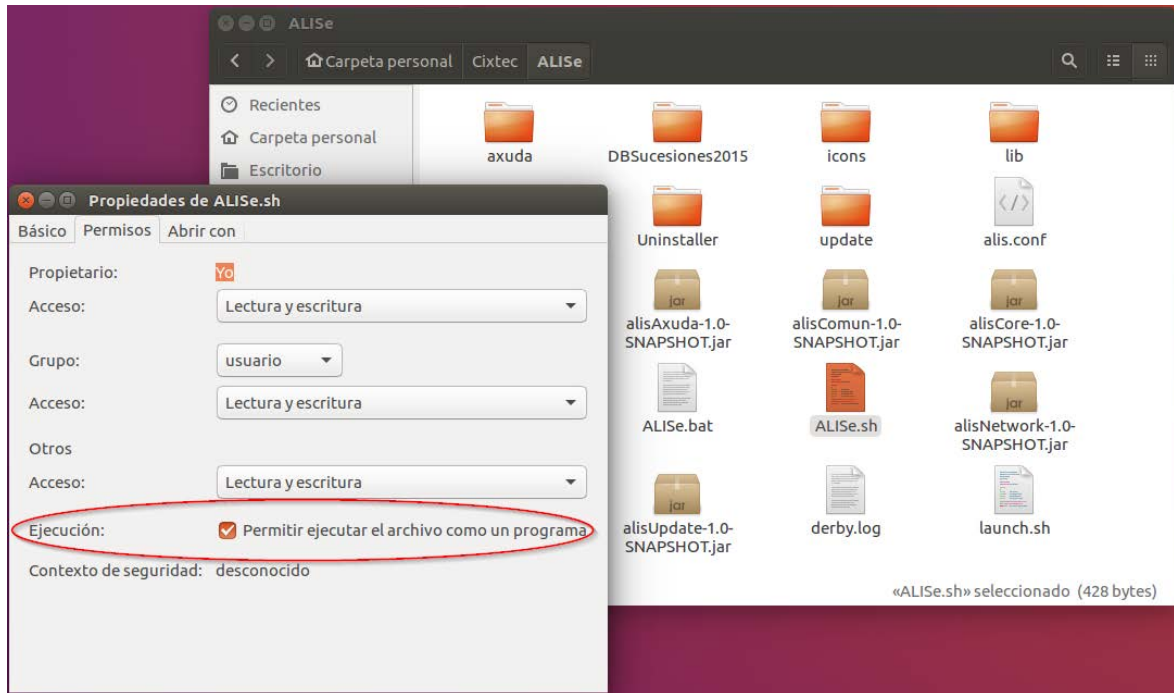 ALISe
Carpeta personal Cixtec ALISe
Recientes
Carpeta personal
Escritorio
axuda
DBSucesiones2015
icons
lib
Uninstaller
update
alis.conf
jar
alisAxuda-1.0-
SNAPSHOT.jar
jar
alisComun-1.0-
SNAPSHOT.jar
jar
alisCore-1.0-
SNAPSHOT.jar
ALISe.bat
ALISe.sh
jar
alisNetwork-1.0-
SNAPSHOT.jar
jar
alisUpdate-1.0-
SNAPSHOT.jar
derby.log
launch.sh
«ALISe.sh» seleccionado (428 bytes)
Propiedades de ALISe.sh
Básico Permisos Abrir con
Propietario: Yo
Acceso: Lectura y escritura
Grupo: usuario
Acceso: Lectura y escritura
Otros
Acceso: Lectura y escritura
Ejecución: Permitir ejecutar el archivo como un programa
Contexto de seguridad: desconocido